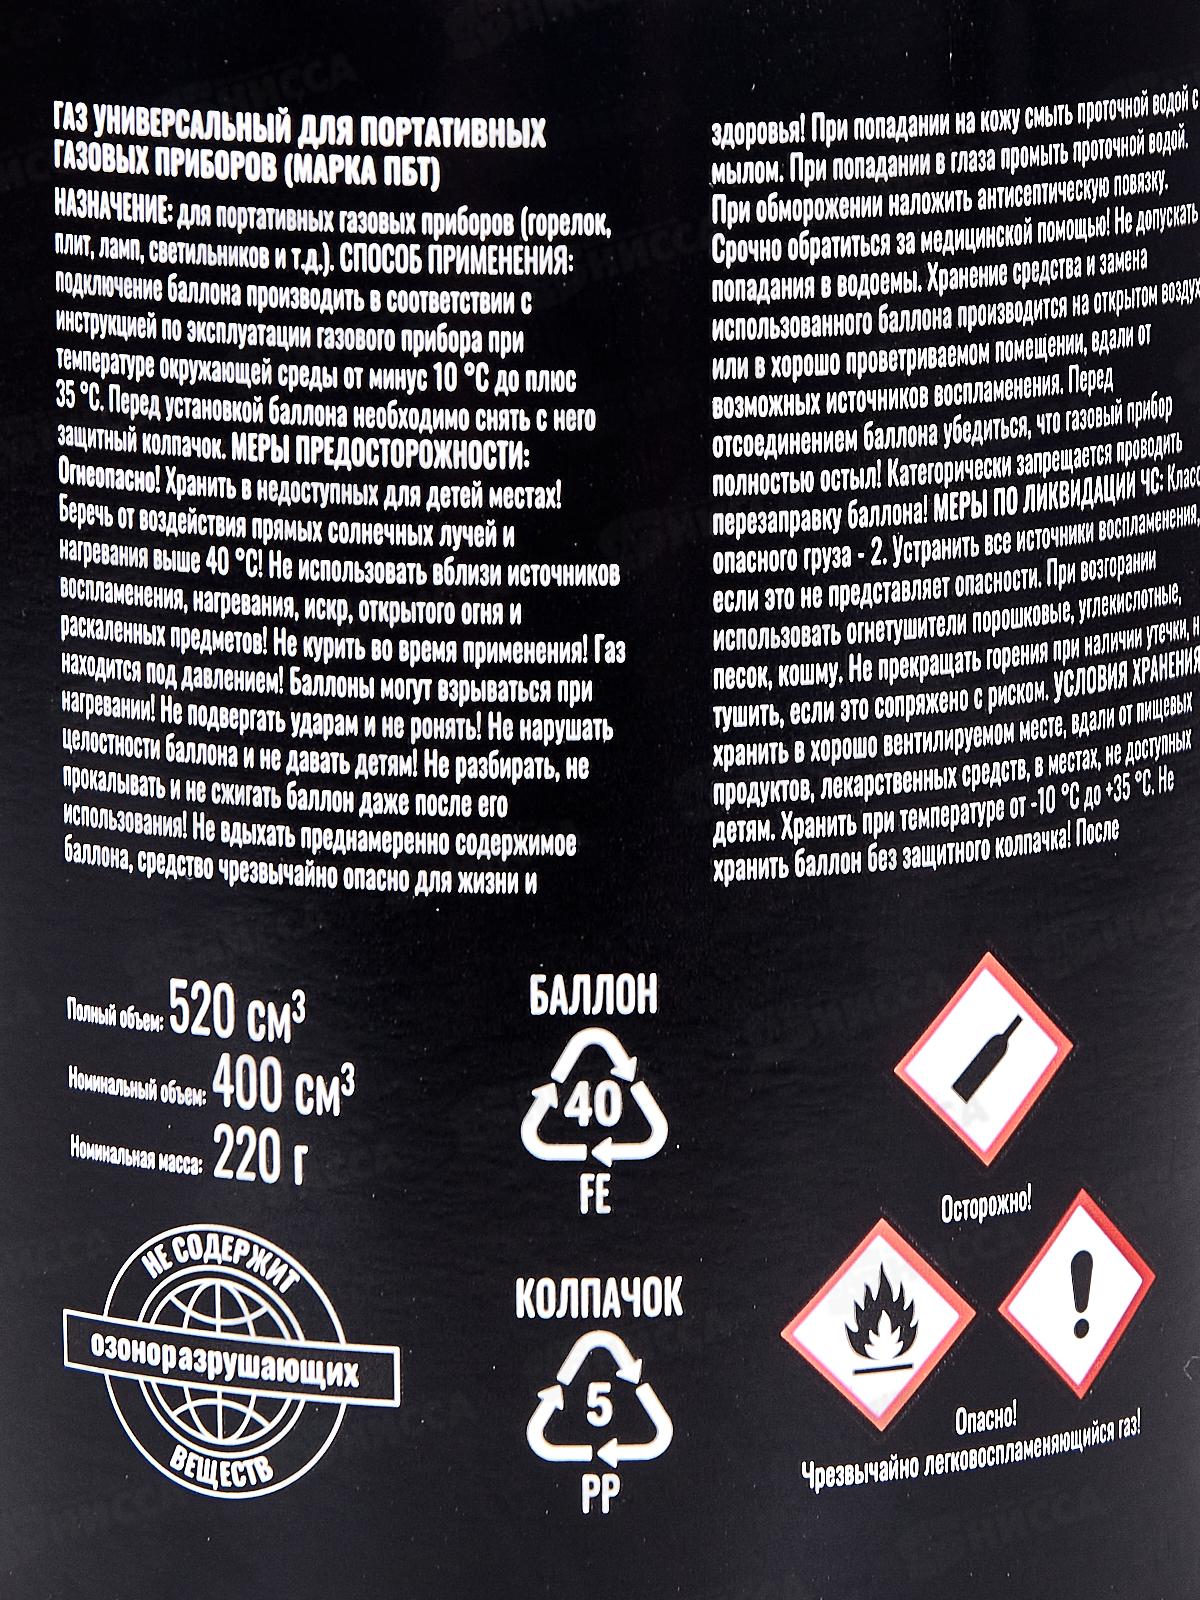 ГАЗ УНИВЕРСАЛЬНЫЙ ДЛЯ ПОРТАТИВНЫХ
ГАЗОВЫХ ПРИБОРОВ (МАРКА ПБТ)
НАЗНАЧЕНИЕ: для портативных газовых приборов (горелок,
плит, ламп, светильников и т.д.). СПОСОБ ПРИМЕНЕНИЯ:
подключение баллона производить в соответствии с
инструкцией по эксплуатации газового прибора при
температуре окружающей среды от минус 10 °С до плюс
35 °С. Перед установкой баллона необходимо снять с него
защитный колпачок. МЕРЫ ПРЕДОСТОРОЖНОСТИ:
Огнеопасно! Хранить в недоступных для детей местах!
Беречь от воздействия прямых солнечных лучей и
нагревания выше 40 °С! Не использовать вблизи источников
воспламенения, нагревания, искр, открытого огня и
раскаленных предметов! Не курить во время применения! Газ
находится под давлением! Баллоны могут взрываться при
нагревании! Не подвергать ударам и не ронять! Не нарушать
целостности баллона и не давать детям! Не разбирать, не
прокалывать и не сжигать баллон даже после его
использования! Не вдыхать преднамеренно содержимое
баллона, средство чрезвычайно опасно для жизни и
здоровья! При попадании на кожу смыть проточной водой с
мылом. При попадании в глаза промыть проточной водой.
При обморожении наложить антисептическую повязку.
Срочно обратиться за медицинской помощью! Не допускать
попадания в водоемы. Хранение средства и замена
использованного баллона производится на открытом воздух
или в хорошо проветриваемом помещении, вдали от
возможных источников воспламенения. Перед
отсоединением баллона убедиться, что газовый прибор
полностью остыл! Категорически запрещается проводить
перезаправку баллона! МЕРЫ ПО ЛИКВИДАЦИИ ЧС: Класс
опасного груза - 2. Устранить все источники воспламенения,
если это не представляет опасности. При возгорании
использовать огнетушители порошковые, углекислотные,
песок, кошму. Не прекращать горения при наличии утечки, н
тушить, если это сопряжено с риском. УСЛОВИЯ ХРАНЕНИЯ
хранить в хорошо вентилируемом месте, вдали от пищевых
продуктов, лекарственных средств, в местах, не доступных
детям. Хранить при температуре от -10 °С до +35 °С. Не
хранить баллон без защитного колпачка! После
Полный объем: 520 см³
Номинальный объем: 400 см³
Номинальная масса: 220 г
НЕ СОДЕРЖИТ
озоноразрушающих
ВЕЩЕСТВ
БАЛЛОН
40
FE
КОЛПАЧОК
5
PP
Осторожно!
Опасно!
Чрезвычайно легковоспламеняющийся газ!